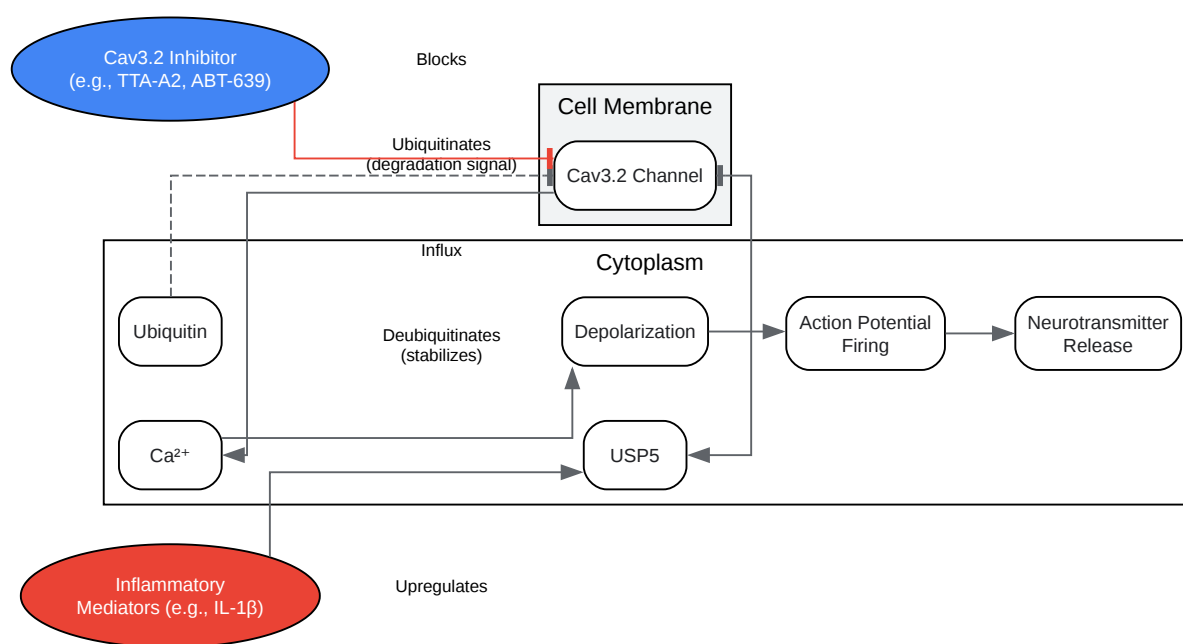 Cav3.2 Inhibitor
(e.g., TTA-A2, ABT-639)
Blocks
Cell Membrane
Ubiquitinates
(degradation signal)
Cav3.2 Channel
Influx
Cytoplasm
Ubiquitin
Deubiquitinates
(stabilizes)
Depolarization
Action Potential
Firing
Neurotransmitter
Release
Ca²⁺
USP5
Inflammatory
Mediators (e.g., IL-1β)
Upregulates